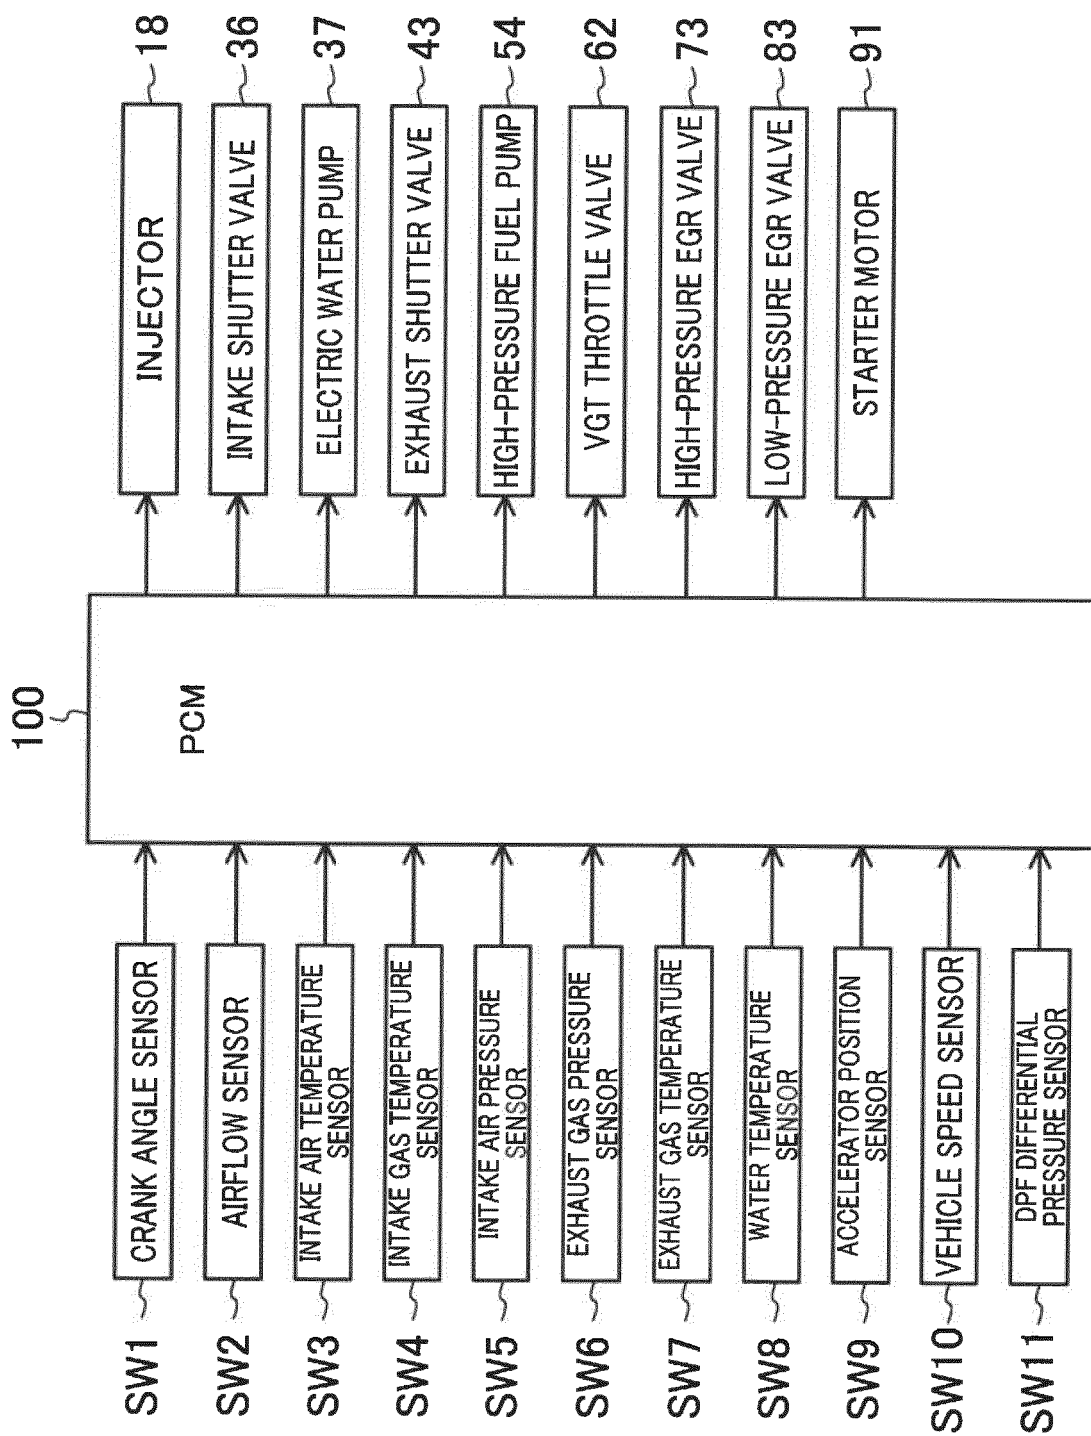 100
PCM
SW1
CRANK ANGLE SENSOR
SW2
AIRFLOW SENSOR
SW3
INTAKE AIR TEMPERATURE
SENSOR
SW4
INTAKE GAS TEMPERATURE
SENSOR
SW5
INTAKE AIR PRESSURE
SENSOR
SW6
EXHAUST GAS PRESSURE
SENSOR
SW7
EXHAUST GAS TEMPERATURE
SENSOR
SW8
WATER TEMPERATURE
SENSOR
SW9
ACCELERATOR POSITION
SENSOR
SW10
VEHICLE SPEED SENSOR
SW11
DPF DIFFERENTIAL
PRESSURE SENSOR
INJECTOR
18
INTAKE SHUTTER VALVE
36
ELECTRIC WATER PUMP
37
EXHAUST SHUTTER VALVE
43
HIGH-PRESSURE FUEL PUMP
54
VGT THROTTLE VALVE
62
HIGH-PRESSURE EGR VALVE
73
LOW-PRESSURE EGR VALVE
83
STARTER MOTOR
91